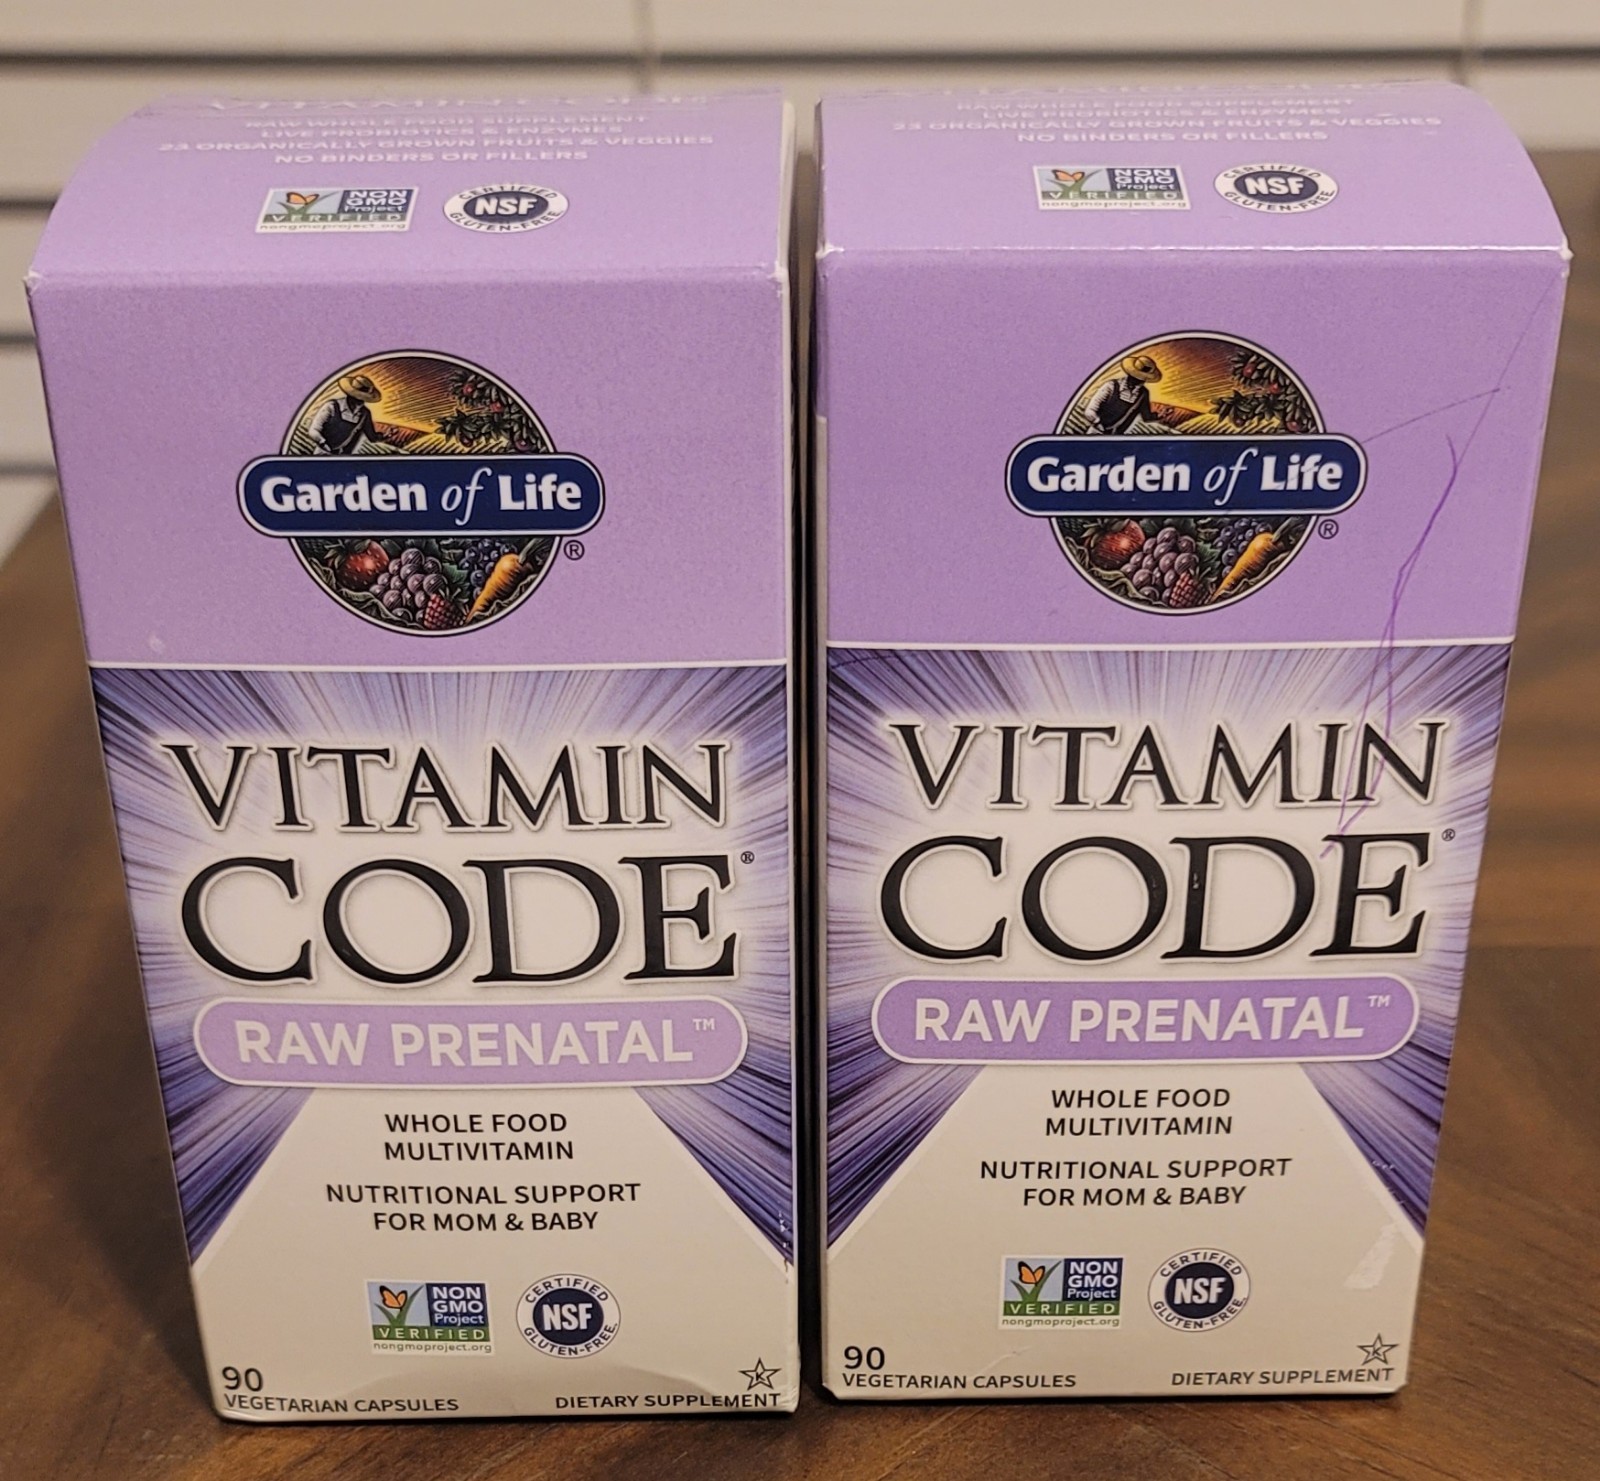 RAW WHOLE FOOD SUPPLEMENT
LIVE PROBIOTICS & ENZYMES
23 ORGANICALLY GROWN FRUITS & VEGGIES
NO BINDERS OR FILLERS
NON
GMO
Project
VERIFIED
nongmoproject.org
CERTIFIED
NSF
GLUTEN-FREE
Garden of Life®
VITAMIN
CODE®
RAW PRENATAL™
WHOLE FOOD
MULTIVITAMIN
NUTRITIONAL SUPPORT
FOR MOM & BABY
NON
GMO
Project
VERIFIED
nongmoproject.org
CERTIFIED
NSF
GLUTEN-FREE
90
VEGETARIAN CAPSULES
K
DIETARY SUPPLEMENT
RAW WHOLE FOOD SUPPLEMENT
LIVE PROBIOTICS & ENZYMES
23 ORGANICALLY GROWN FRUITS & VEGGIES
NO BINDERS OR FILLERS
NON
GMO
Project
VERIFIED
nongmoproject.org
CERTIFIED
NSF
GLUTEN-FREE
Garden of Life®
VITAMIN
CODE®
RAW PRENATAL™
WHOLE FOOD
MULTIVITAMIN
NUTRITIONAL SUPPORT
FOR MOM & BABY
NON
GMO
Project
VERIFIED
nongmoproject.org
CERTIFIED
NSF
GLUTEN-FREE
90
VEGETARIAN CAPSULES
K
DIETARY SUPPLEMENT